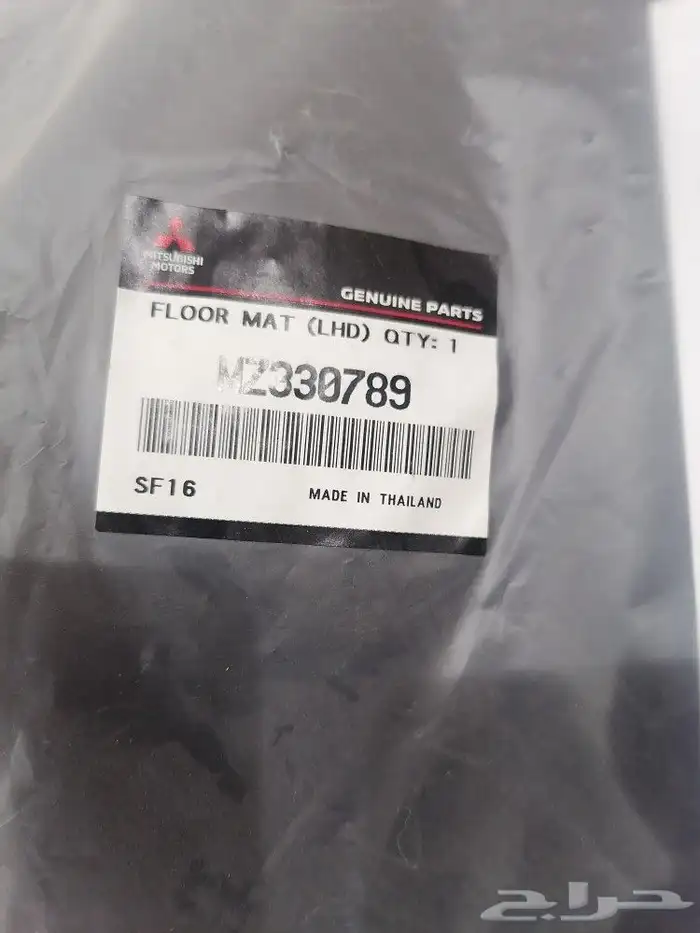 MITSUBISHI
MOTORS
GENUINE PARTS
FLOOR MAT (LHD) QTY: 1
MZ330789
SF16
MADE IN THAILAND
حراج